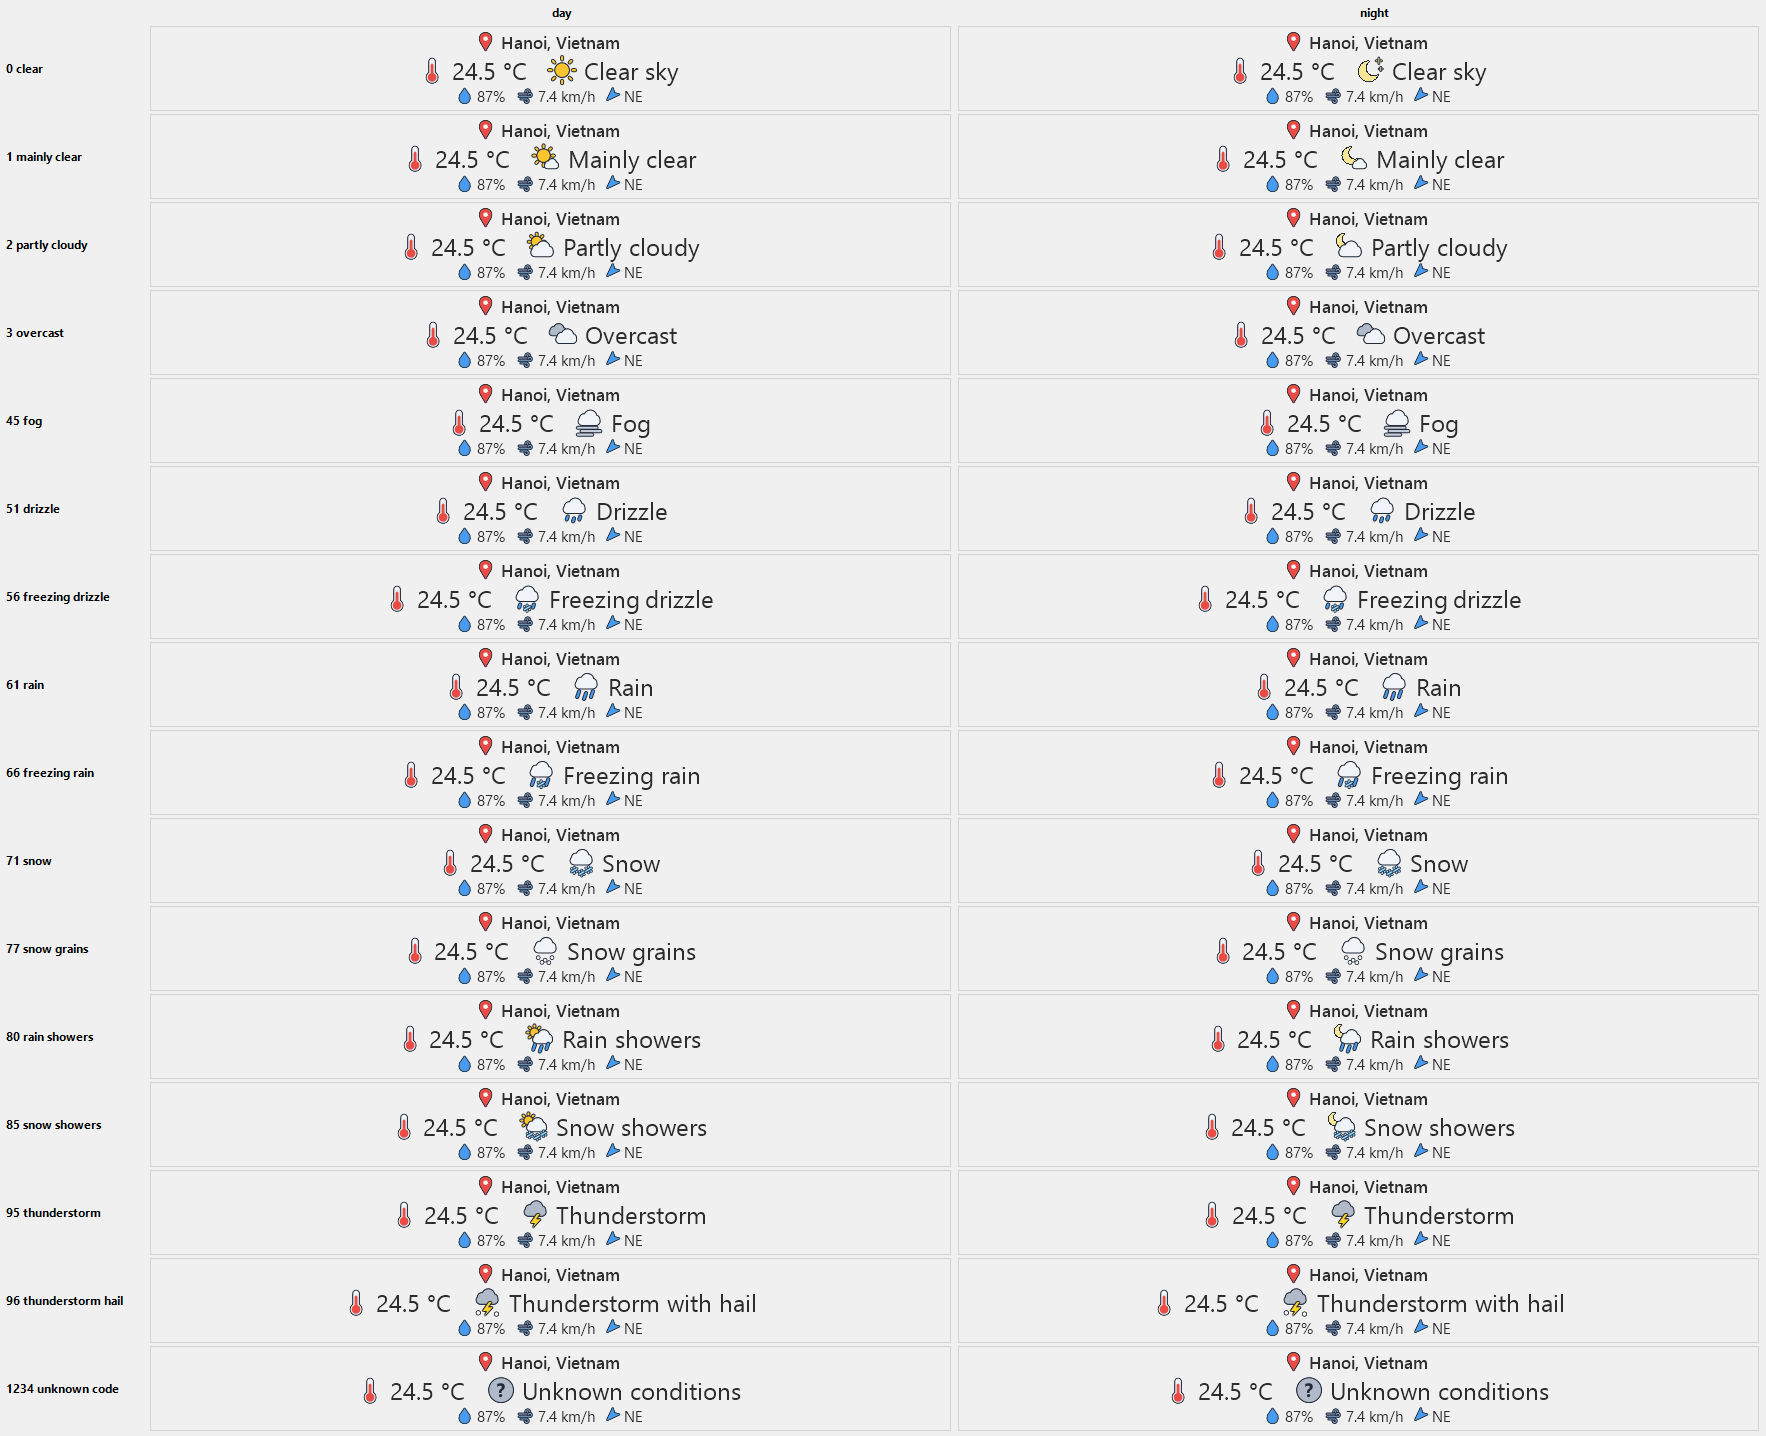 day night
0 clear
Hanoi, Vietnam Hanoi, Vietnam
24.5 °C Clear sky 24.5 °C Clear sky
87% 7.4 km/h NE 87% 7.4 km/h NE
1 mainly clear
Hanoi, Vietnam Hanoi, Vietnam
24.5 °C Mainly clear 24.5 °C Mainly clear
87% 7.4 km/h NE 87% 7.4 km/h NE
2 partly cloudy
Hanoi, Vietnam Hanoi, Vietnam
24.5 °C Partly cloudy 24.5 °C Partly cloudy
87% 7.4 km/h NE 87% 7.4 km/h NE
3 overcast
Hanoi, Vietnam Hanoi, Vietnam
24.5 °C Overcast 24.5 °C Overcast
87% 7.4 km/h NE 87% 7.4 km/h NE
45 fog
Hanoi, Vietnam Hanoi, Vietnam
24.5 °C Fog 24.5 °C Fog
87% 7.4 km/h NE 87% 7.4 km/h NE
51 drizzle
Hanoi, Vietnam Hanoi, Vietnam
24.5 °C Drizzle 24.5 °C Drizzle
87% 7.4 km/h NE 87% 7.4 km/h NE
56 freezing drizzle
Hanoi, Vietnam Hanoi, Vietnam
24.5 °C Freezing drizzle 24.5 °C Freezing drizzle
87% 7.4 km/h NE 87% 7.4 km/h NE
61 rain
Hanoi, Vietnam Hanoi, Vietnam
24.5 °C Rain 24.5 °C Rain
87% 7.4 km/h NE 87% 7.4 km/h NE
66 freezing rain
Hanoi, Vietnam Hanoi, Vietnam
24.5 °C Freezing rain 24.5 °C Freezing rain
87% 7.4 km/h NE 87% 7.4 km/h NE
71 snow
Hanoi, Vietnam Hanoi, Vietnam
24.5 °C Snow 24.5 °C Snow
87% 7.4 km/h NE 87% 7.4 km/h NE
77 snow grains
Hanoi, Vietnam Hanoi, Vietnam
24.5 °C Snow grains 24.5 °C Snow grains
87% 7.4 km/h NE 87% 7.4 km/h NE
80 rain showers
Hanoi, Vietnam Hanoi, Vietnam
24.5 °C Rain showers 24.5 °C Rain showers
87% 7.4 km/h NE 87% 7.4 km/h NE
85 snow showers
Hanoi, Vietnam Hanoi, Vietnam
24.5 °C Snow showers 24.5 °C Snow showers
87% 7.4 km/h NE 87% 7.4 km/h NE
95 thunderstorm
Hanoi, Vietnam Hanoi, Vietnam
24.5 °C Thunderstorm 24.5 °C Thunderstorm
87% 7.4 km/h NE 87% 7.4 km/h NE
96 thunderstorm hail
Hanoi, Vietnam Hanoi, Vietnam
24.5 °C Thunderstorm with hail 24.5 °C Thunderstorm with hail
87% 7.4 km/h NE 87% 7.4 km/h NE
1234 unknown code
Hanoi, Vietnam Hanoi, Vietnam
24.5 °C ? Unknown conditions 24.5 °C ? Unknown conditions
87% 7.4 km/h NE 87% 7.4 km/h NE